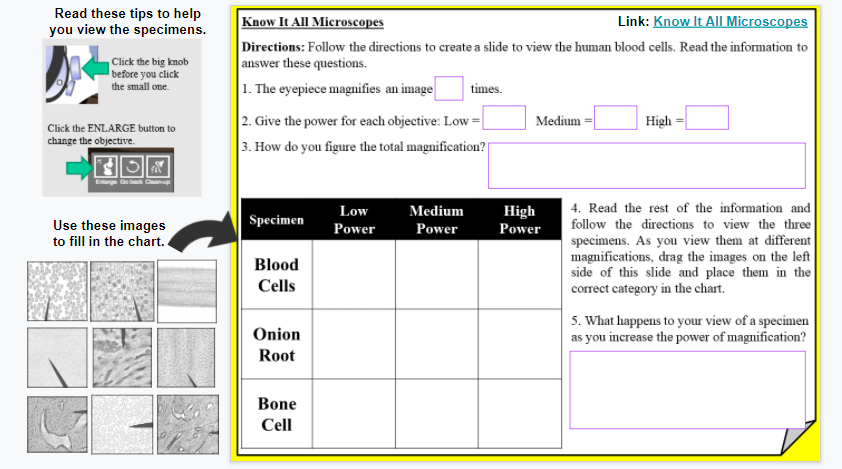 Read these tips to help
you view the specimens.
Click the big knob
before you click
the small one.
Click the ENLARGE button to
change the objective.
Enlarge Go back Clean-up
Use these images
to fill in the chart.
Know It All Microscopes
Link: Know It All Microscopes
Directions: Follow the directions to create a slide to view the human blood cells. Read the information to
answer these questions.
1. The eyepiece magnifies an image times.
2. Give the power for each objective: Low = Medium = High =
3. How do you figure the total magnification?
Specimen
Low
Power
Medium
Power
High
Power
Blood
Cells
Onion
Root
Bone
Cell
4. Read the rest of the information and
follow the directions to view the three
specimens. As you view them at different
magnifications, drag the images on the left
side of this slide and place them in the
correct category in the chart.
5. What happens to your view of a specimen
as you increase the power of magnification?